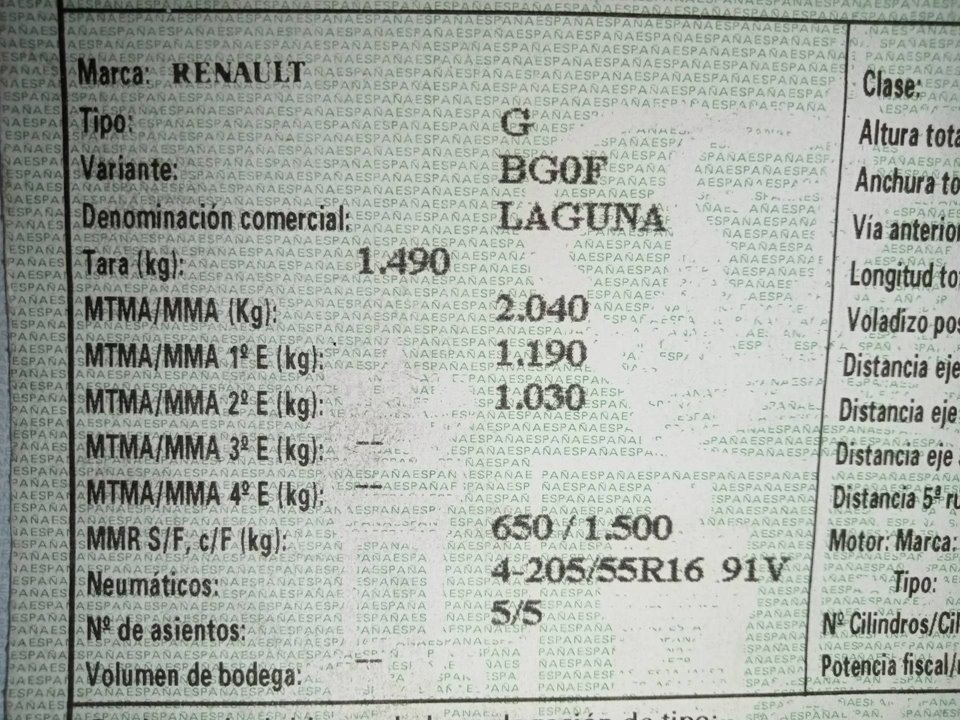 Marca: RENAULT
Tipo: G
Variante: BG0F
Denominación comercial: LAGUNA
Tara (kg): 1.490
MTMA/MMA (Kg): 2.040
MTMA/MMA 1º E (kg): 1.190
MTMA/MMA 2º E (kg): 1.030
MTMA/MMA 3º E (kg): --
MTMA/MMA 4º E (kg): --
MMR S/F, c/F (kg): 650 / 1.500
Neumáticos: 4-205/55R16 91V
Nº de asientos: 5/5
Volumen de bodega: --
Clase:
Altura tota
Anchura to
Vía anterior
Longitud to
Voladizo pos
Distancia eje
Distancia eje
Distancia eje
Distancia 5ª ru
Motor: Marca:
Tipo:
Nº Cilindros/Cil
Potencia fiscal/
de tipo: